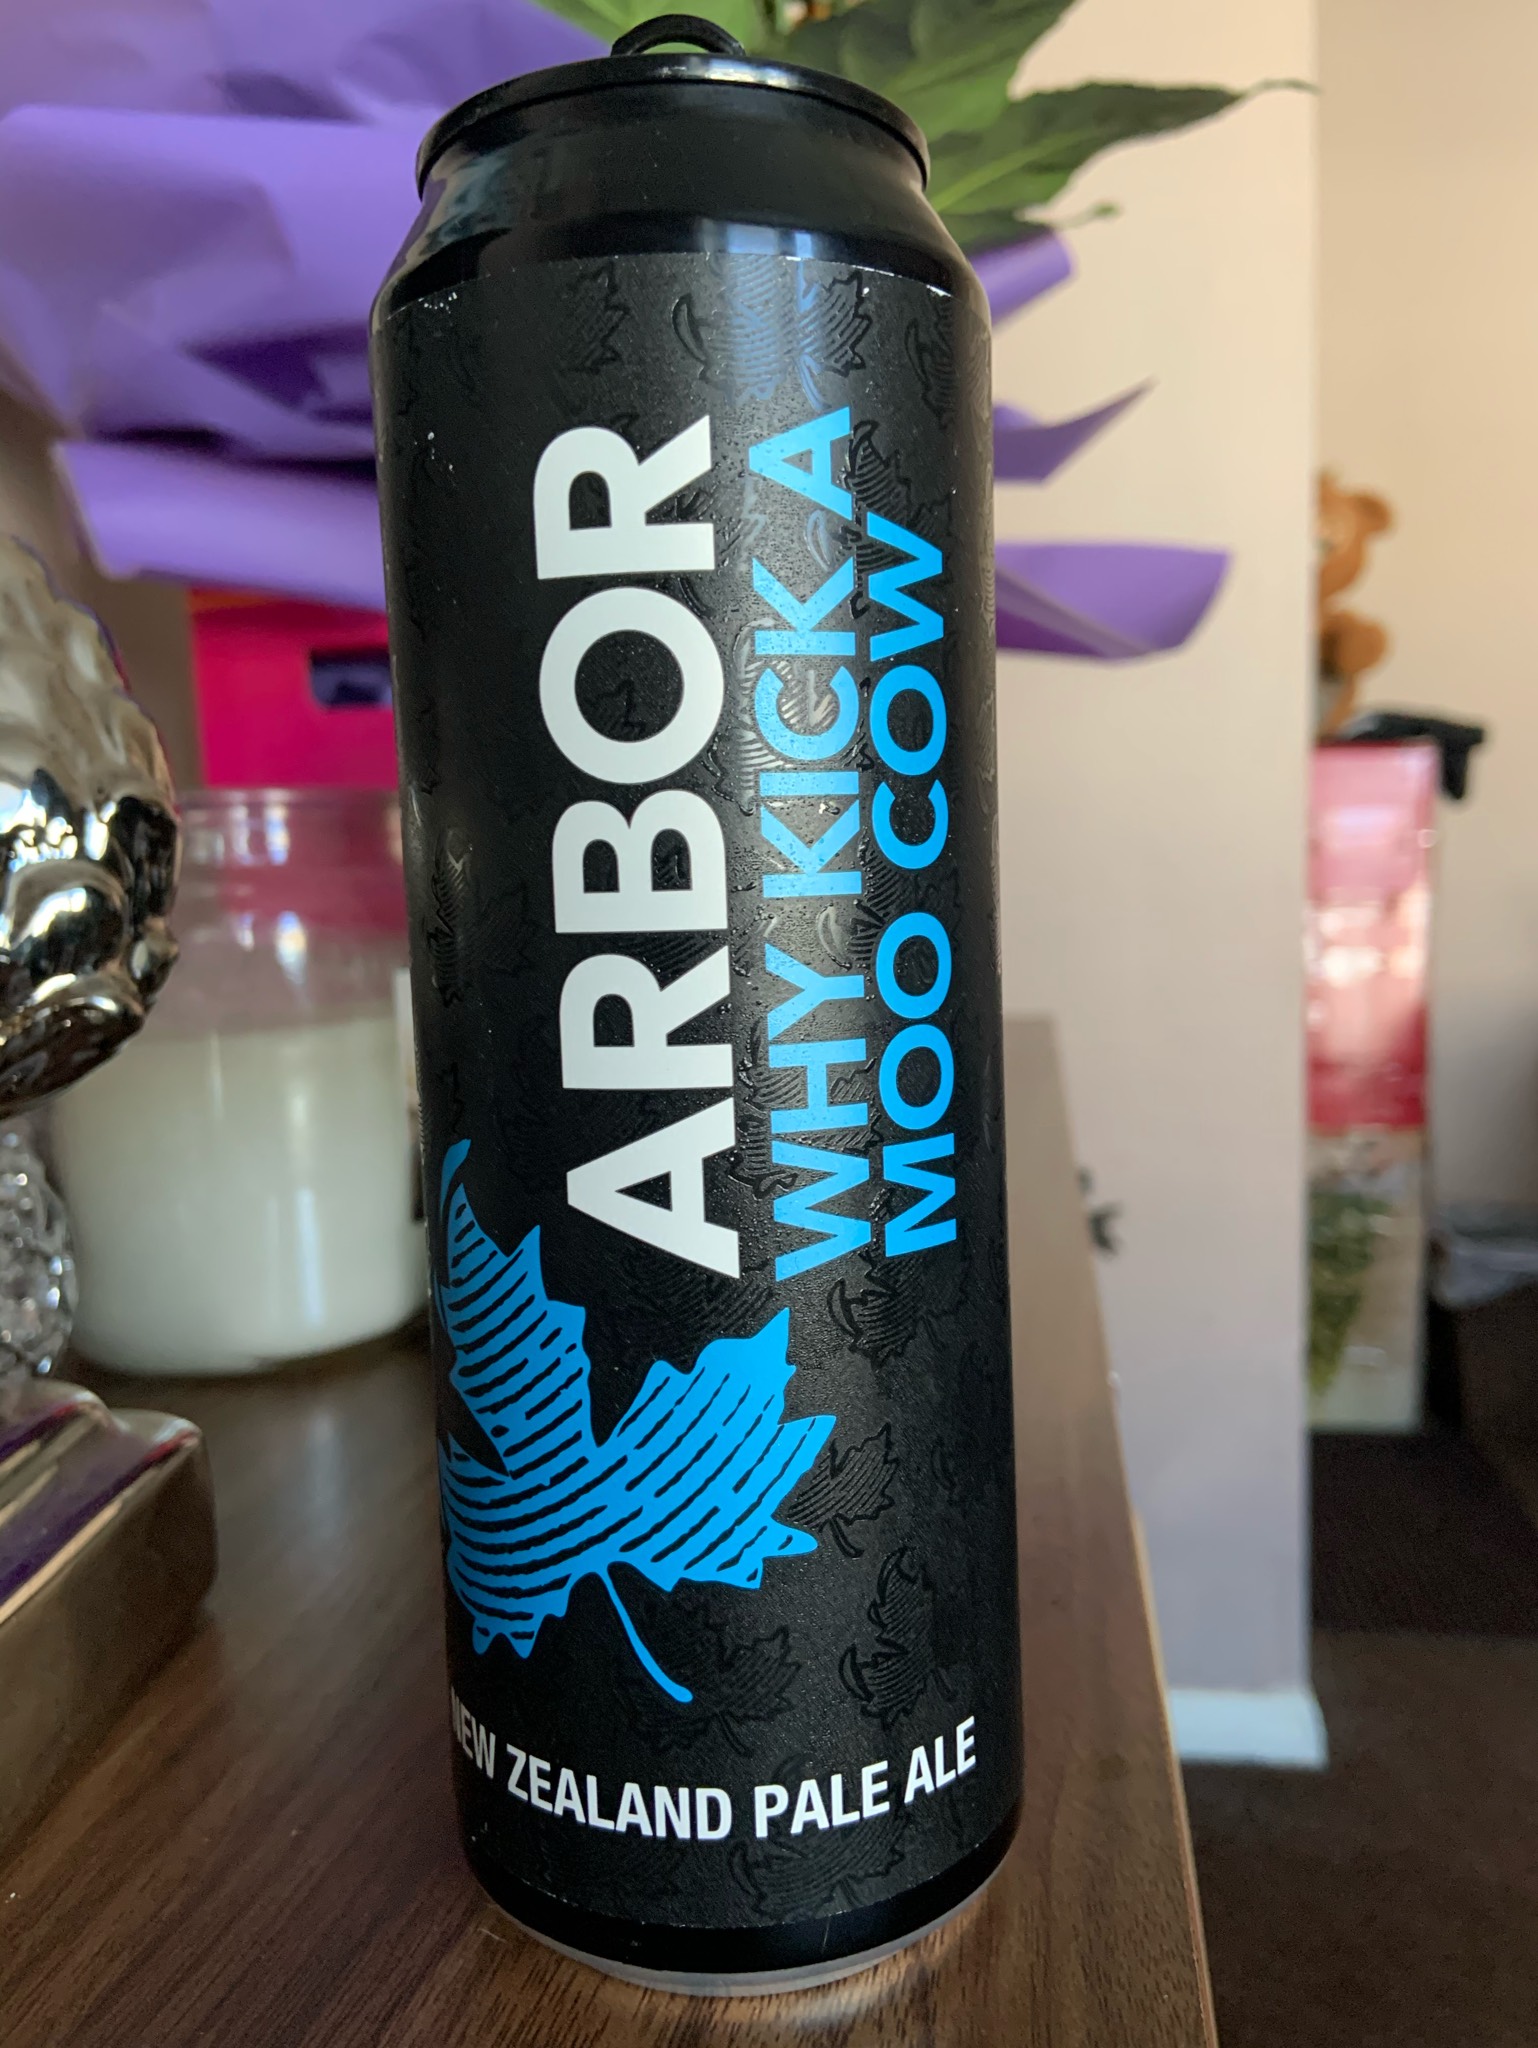 ARBOR
WHY KICK A
MOO COW
NEW ZEALAND PALE ALE